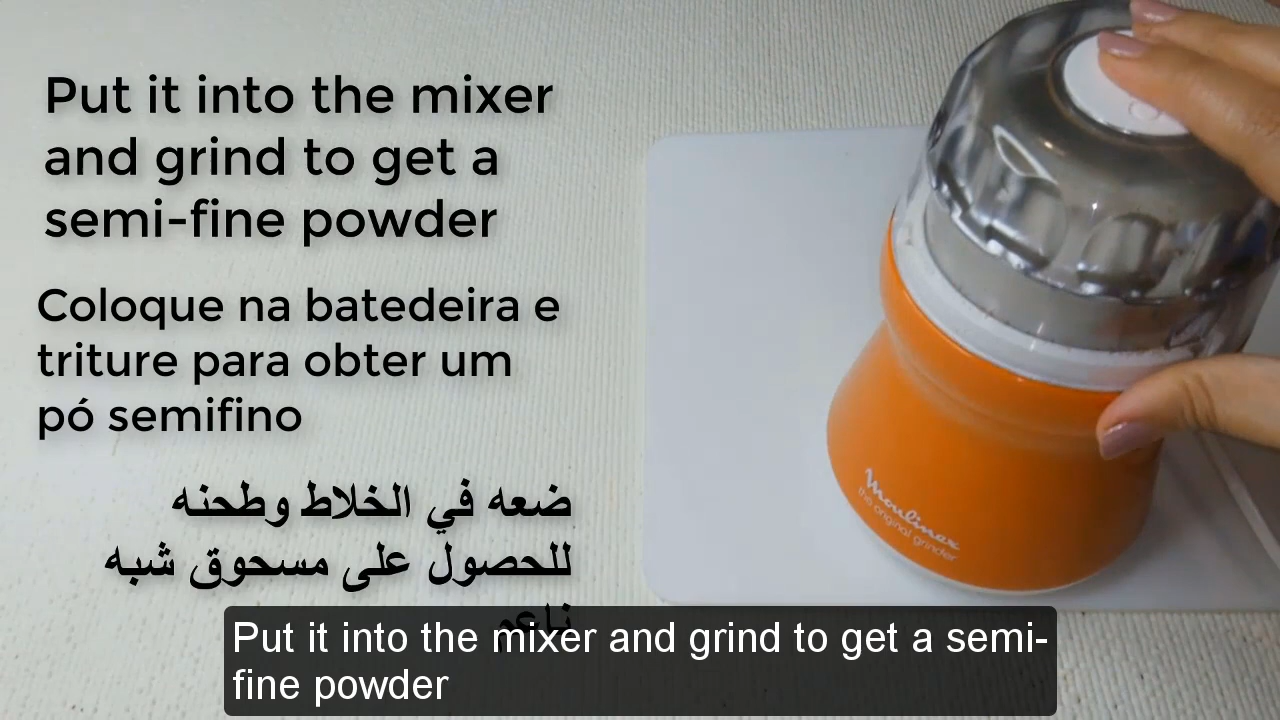 Put it into the mixer
and grind to get a
semi-fine powder
Coloque na batedeira e
triture para obter um
pó semifino
ضعه في الخلاط وطحنه
للحصول على مسحوق شبه
ناعم
Moulinex
the original grinder
Put it into the mixer and grind to get a semi-
fine powder